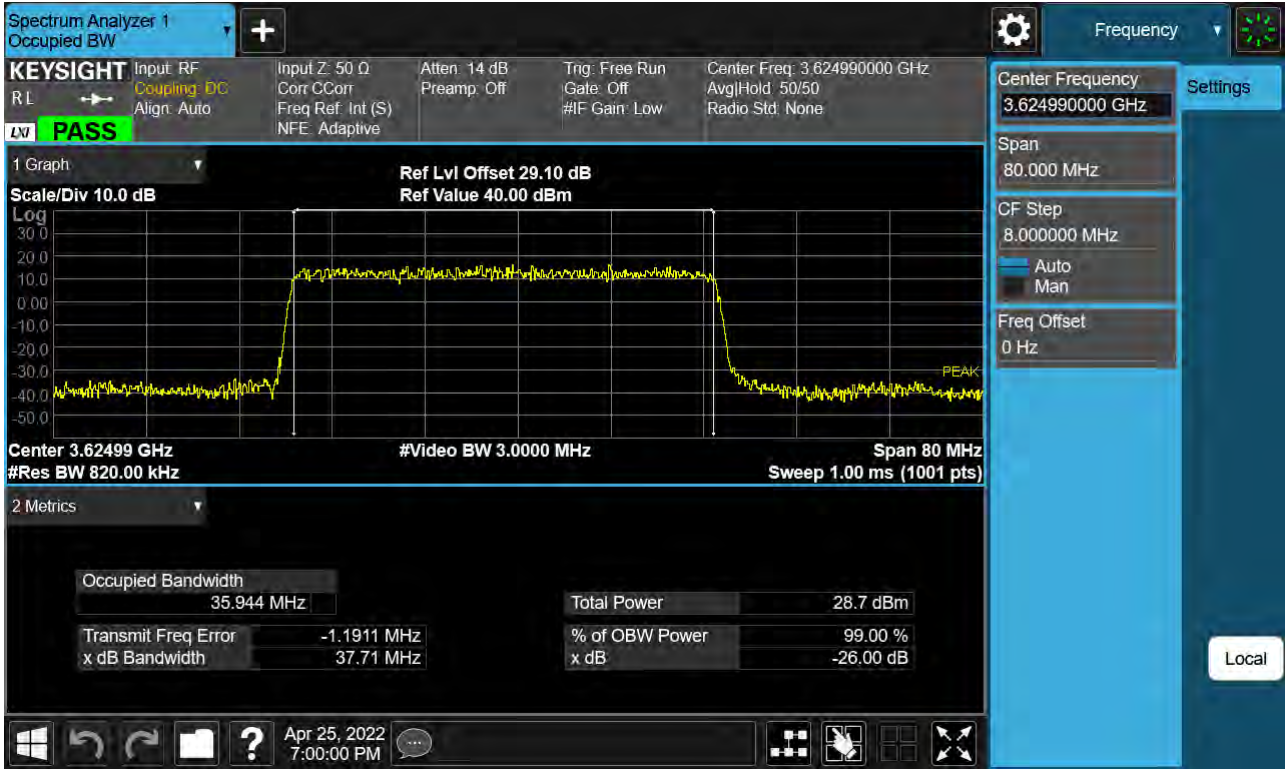 Spectrum Analyzer 1
Occupied BW
Frequency
KEYSIGHT
R L
LXI PASS
Input: RF
Coupling: DC
Align: Auto
Input Z: 50 Ω
Corr CCorr
Freq Ref: Int (S)
NFE: Adaptive
Atten: 14 dB
Preamp: Off
Trig: Free Run
Gate: Off
#IF Gain: Low
Center Freq: 3.624990000 GHz
Avg|Hold: 50/50
Radio Std: None
Center Frequency
3.624990000 GHz
Settings
Span
80.000 MHz
CF Step
8.000000 MHz
Auto
Man
Freq Offset
0 Hz
1 Graph
Scale/Div 10.0 dB
Ref Lvl Offset 29.10 dB
Ref Value 40.00 dBm
Log
30.0
20.0
10.0
0.00
-10.0
-20.0
-30.0
-40.0
-50.0
PEAK
Center 3.62499 GHz
#Video BW 3.0000 MHz
Span 80 MHz
#Res BW 820.00 kHz
Sweep 1.00 ms (1001 pts)
2 Metrics
Occupied Bandwidth
35.944 MHz
Total Power 28.7 dBm
Transmit Freq Error -1.1911 MHz
% of OBW Power 99.00 %
x dB Bandwidth 37.71 MHz
x dB -26.00 dB
Local
?
Apr 25, 2022
7:00:00 PM